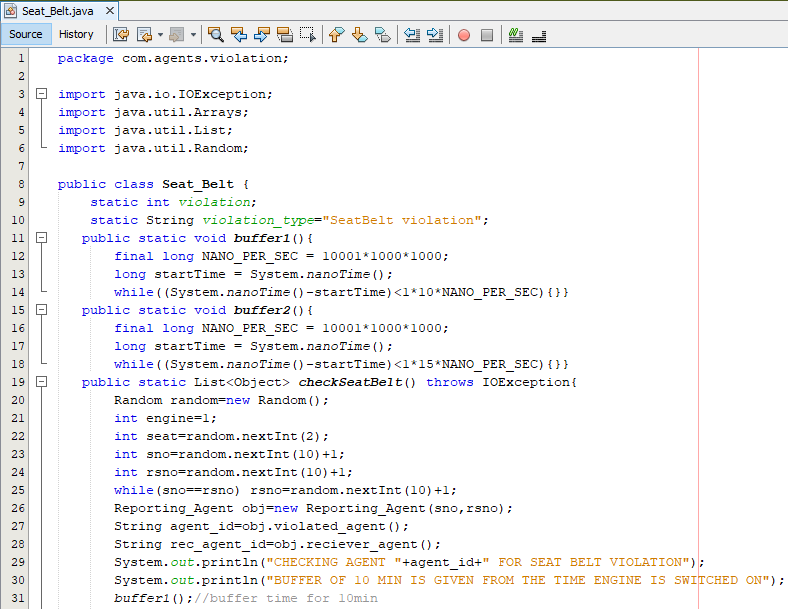 Seat_Belt.java
Source History
1 package com.agents.violation;
2
3 import java.io.IOException;
4 import java.util.Arrays;
5 import java.util.List;
6 import java.util.Random;
7
8 public class Seat_Belt {
9 static int violation;
10 static String violation_type="SeatBelt violation";
11 public static void buffer1(){
12 final long NANO_PER_SEC = 1000l*1000*1000;
13 long startTime = System.nanoTime();
14 while((System.nanoTime()-startTime)<1*10*NANO_PER_SEC){}}
15 public static void buffer2(){
16 final long NANO_PER_SEC = 1000l*1000*1000;
17 long startTime = System.nanoTime();
18 while((System.nanoTime()-startTime)<1*15*NANO_PER_SEC){}}
19 public static List<Object> checkSeatBelt() throws IOException{
20 Random random=new Random();
21 int engine=1;
22 int seat=random.nextInt(2);
23 int sno=random.nextInt(10)+1;
24 int rsno=random.nextInt(10)+1;
25 while(sno==rsno) rsno=random.nextInt(10)+1;
26 Reporting_Agent obj=new Reporting_Agent(sno,rsno);
27 String agent_id=obj.violated_agent();
28 String rec_agent_id=obj.reciever_agent();
29 System.out.println("CHECKING AGENT "+agent_id+" FOR SEAT BELT VIOLATION");
30 System.out.println("BUFFER OF 10 MIN IS GIVEN FROM THE TIME ENGINE IS SWITCHED ON");
31 buffer1();//buffer time for 10min